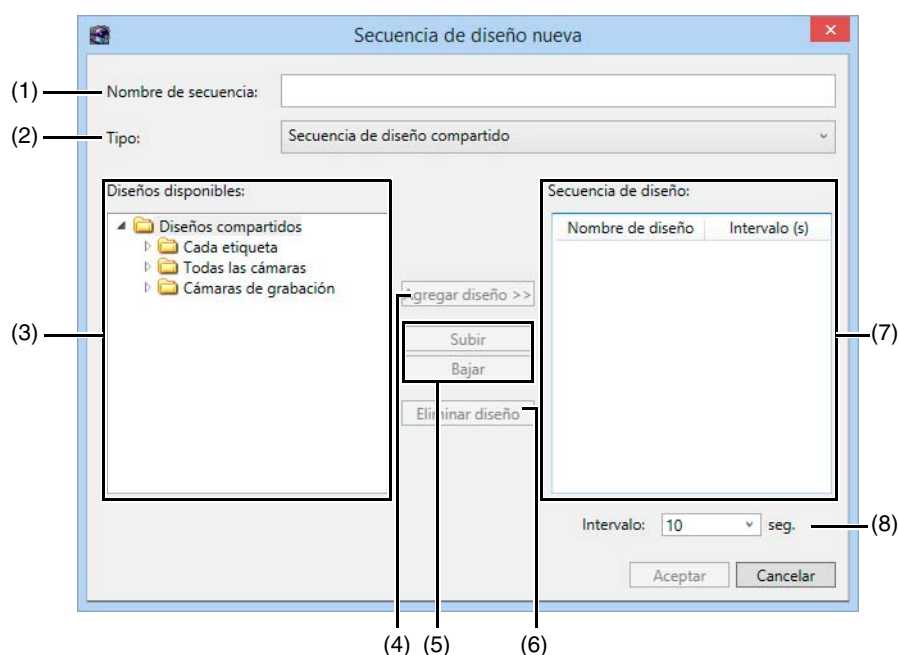 Secuencia de diseño nueva
(1) Nombre de secuencia:
(2) Tipo: Secuencia de diseño compartido
Diseños disponibles:
Diseños compartidos
Cada etiqueta
Todas las cámaras
Cámaras de grabación
(3)
Agregar diseño >>
Subir
Bajar
Eliminar diseño
Secuencia de diseño:
Nombre de diseño Intervalo (s)
(7)
Intervalo: 10 seg. (8)
Aceptar Cancelar
(4) (5) (6)